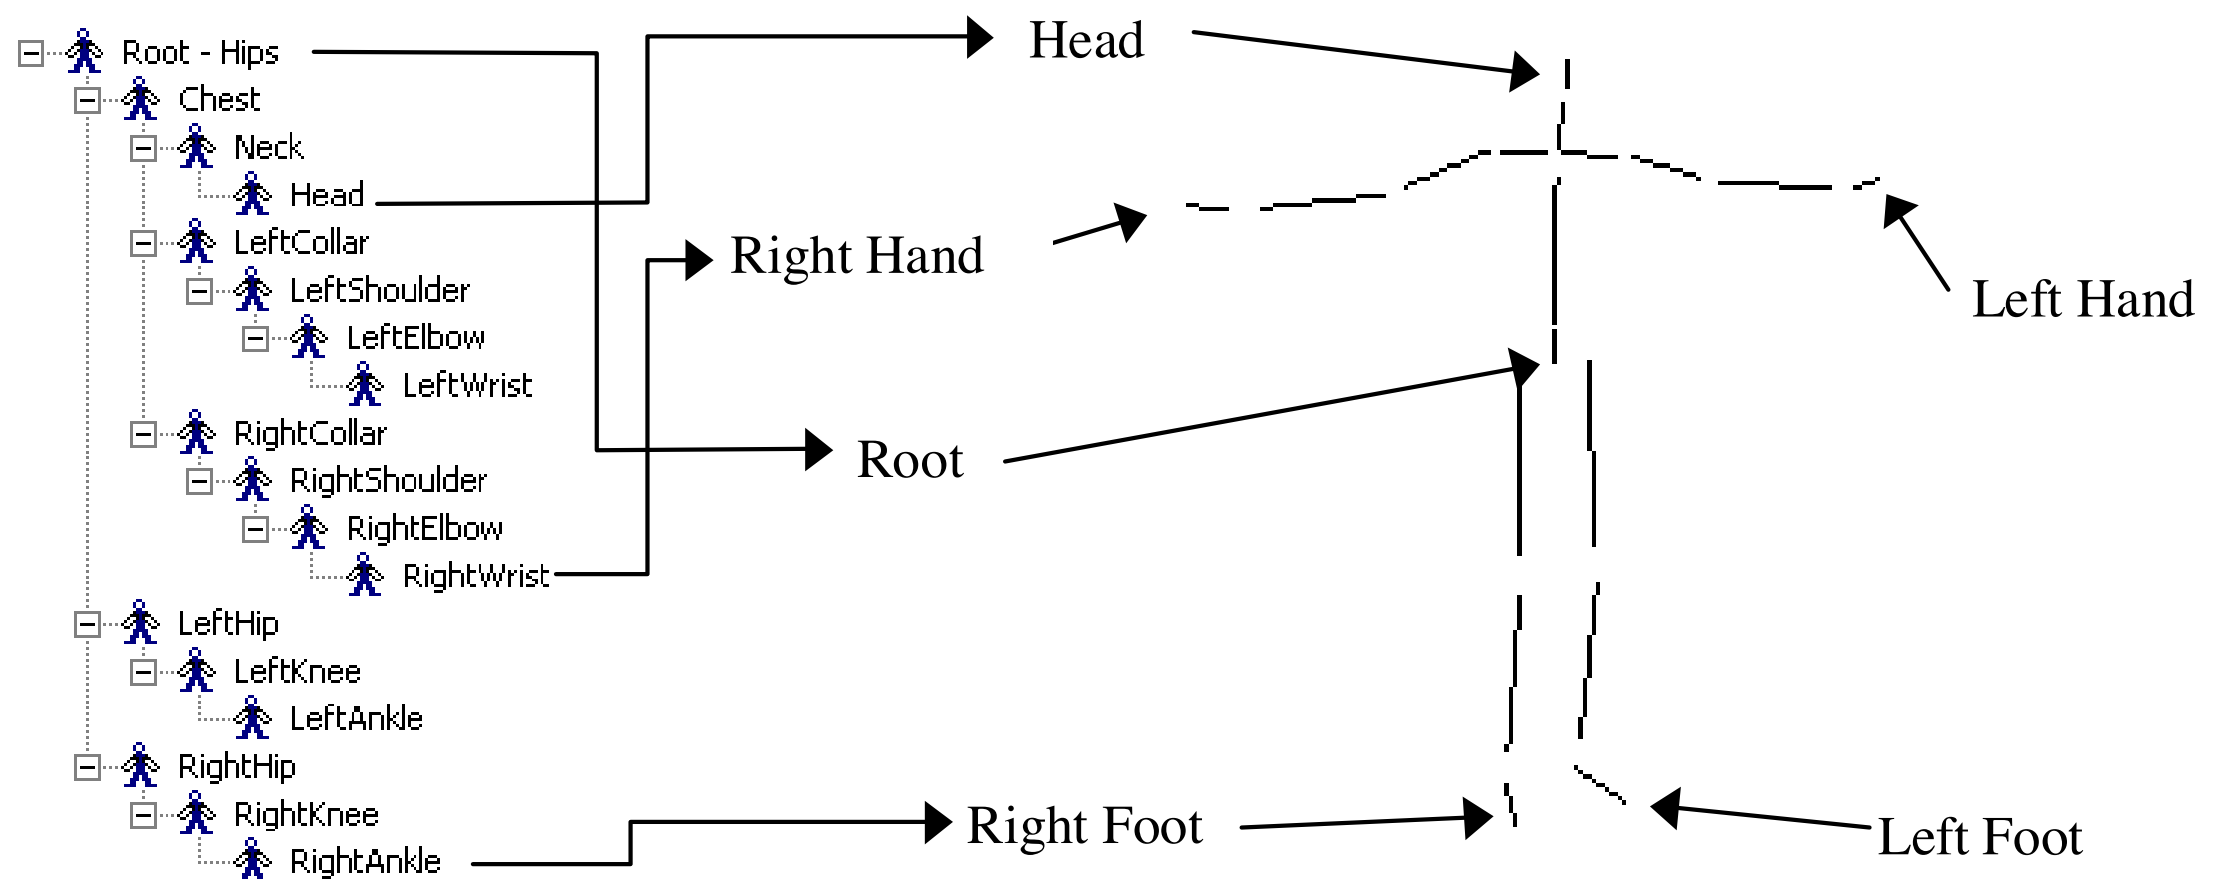 Root - Hips
Chest
Neck
Head
LeftCollar
LeftShoulder
LeftElbow
LeftWrist
RightCollar
RightShoulder
RightElbow
RightWrist
LeftHip
LeftKnee
LeftAnkle
RightHip
RightKnee
RightAnkle
Head
Right Hand
Left Hand
Root
Right Foot
Left Foot